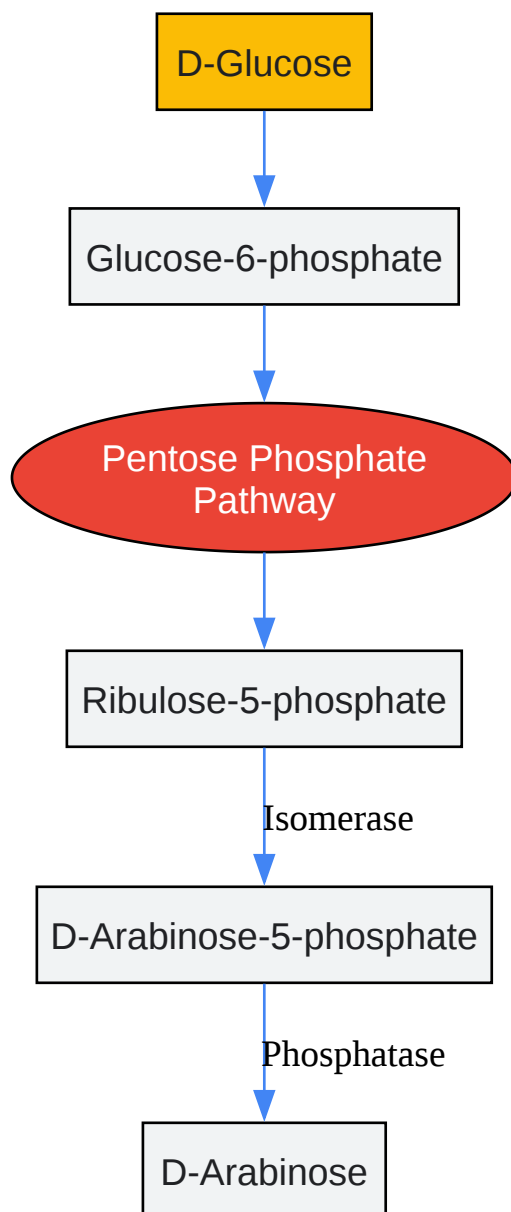 D-Glucose
Glucose-6-phosphate
Pentose Phosphate
Pathway
Ribulose-5-phosphate
Isomerase
D-Arabinose-5-phosphate
Phosphatase
D-Arabinose